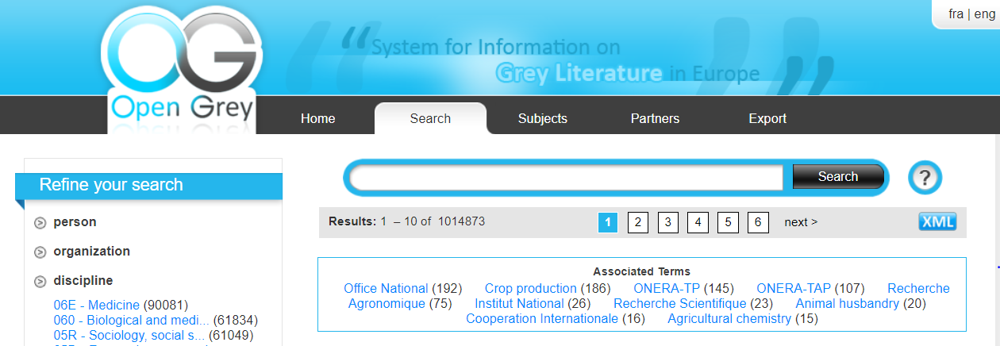 fra | eng
System for Information on
Grey Literature in Europe
OG
Open Grey
Home Search Subjects Partners Export
Refine your search
person
organization
discipline
06E - Medicine (90081)
060 - Biological and medi... (61834)
05R - Sociology, social s... (61049)
Search ?
Results: 1 – 10 of 1014873 1 2 3 4 5 6 next > XML
Associated Terms
Office National (192) Crop production (186) ONERA-TP (145) ONERA-TAP (107) Recherche
Agronomique (75) Institut National (26) Recherche Scientifique (23) Animal husbandry (20)
Cooperation Internationale (16) Agricultural chemistry (15)